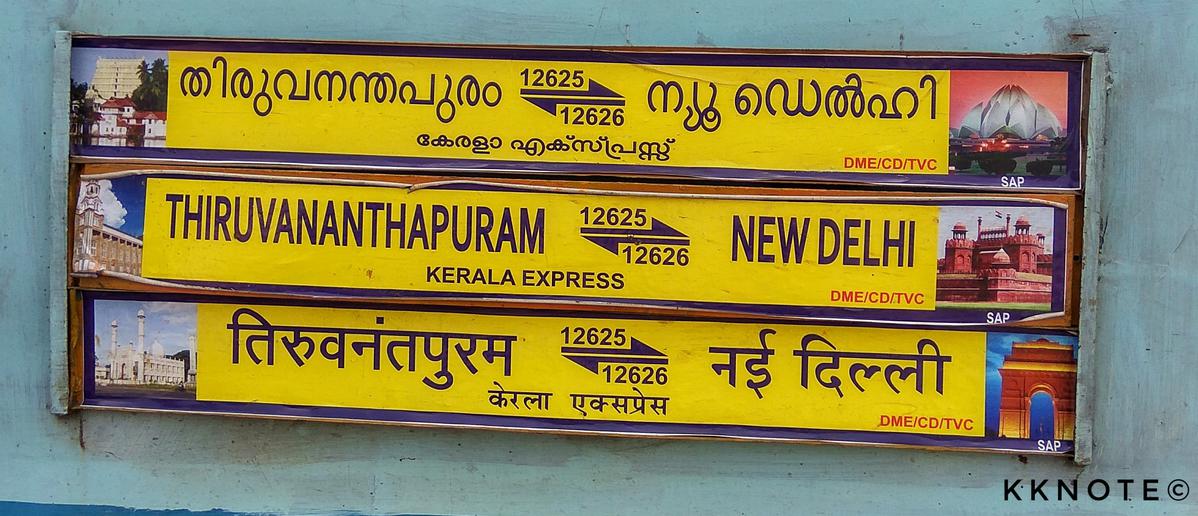 തിരുവനന്തപുരം 12625 ന്യൂ ഡെൽഹി
12626
കേരളാ എക്സ്പ്രസ്സ്
DME/CD/TVC
SAP
THIRUVANANTHAPURAM 12625 NEW DELHI
12626
KERALA EXPRESS
DME/CD/TVC
SAP
तिरुवनंतपुरम 12625 नई दिल्ली
12626
केरला एक्सप्रेस
DME/CD/TVC
SAP
KKNOTE©